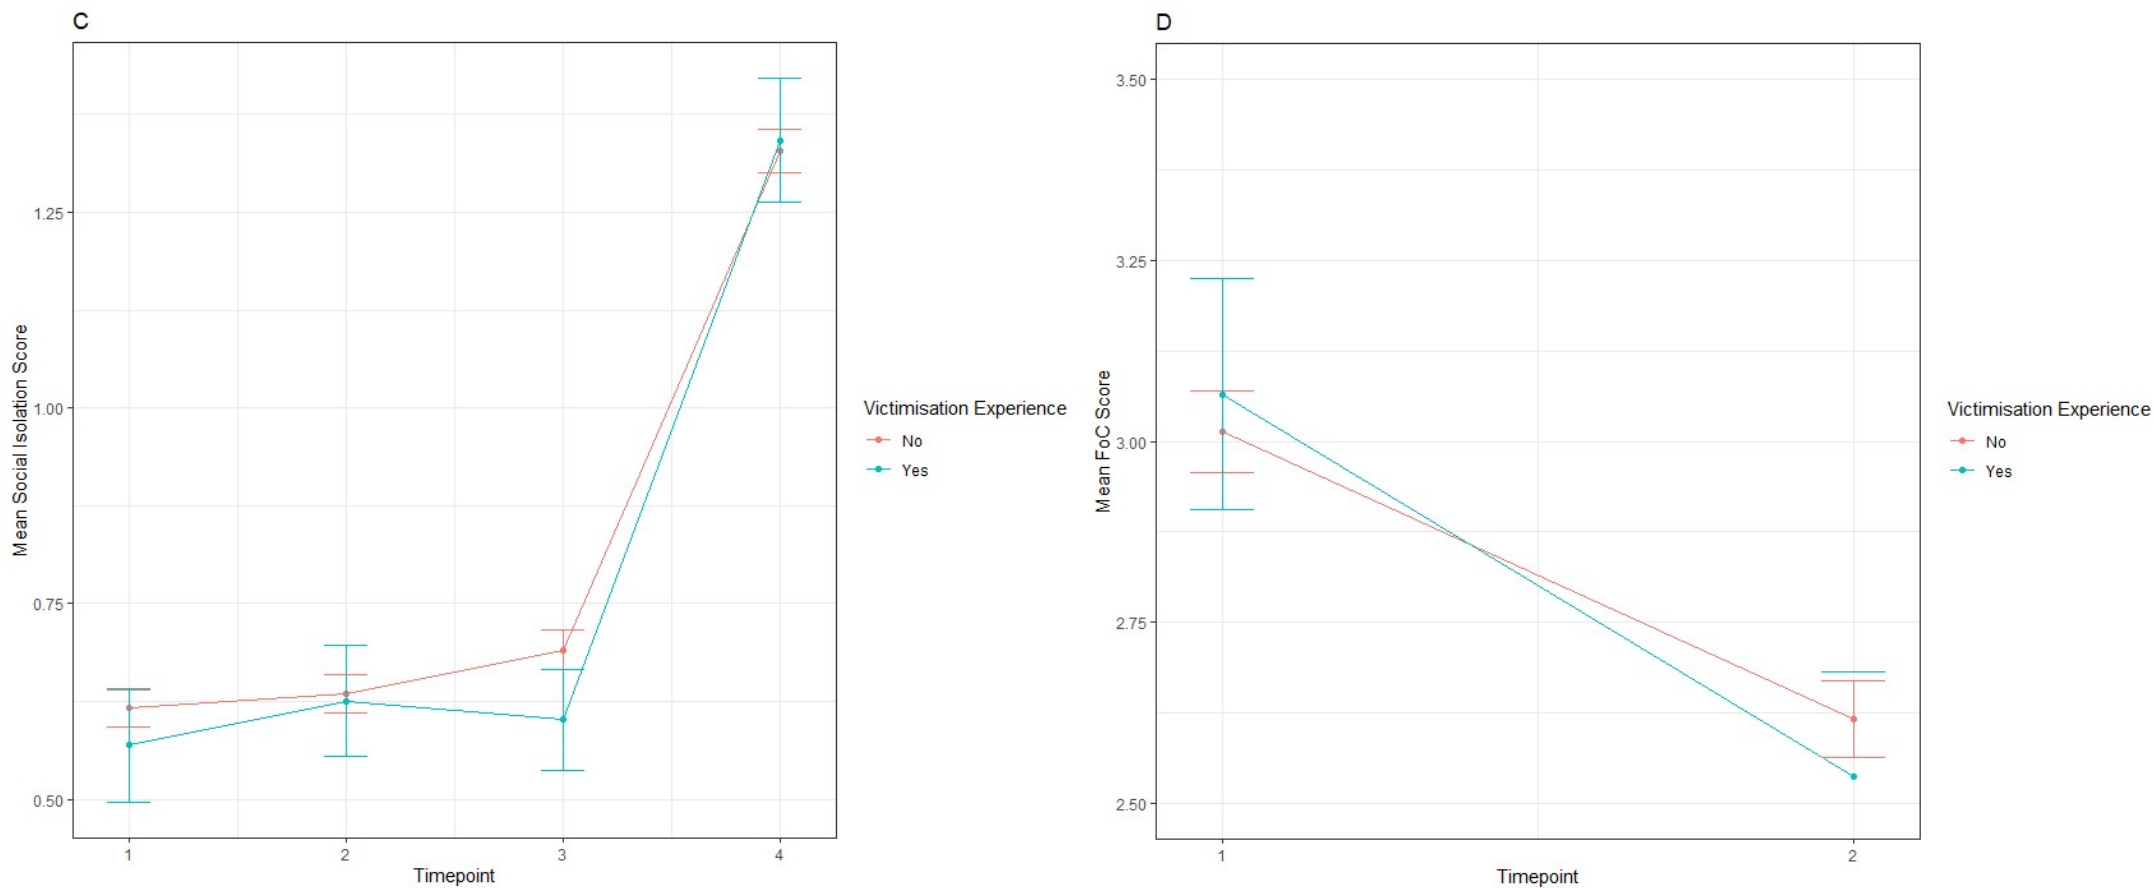 C
Mean Social Isolation Score
1.25
1.00
0.75
0.50
1
2
3
4
Timepoint
Victimisation Experience
No
Yes
D
Mean FoC Score
3.50
3.25
3.00
2.75
2.50
1
2
Timepoint
Victimisation Experience
No
Yes